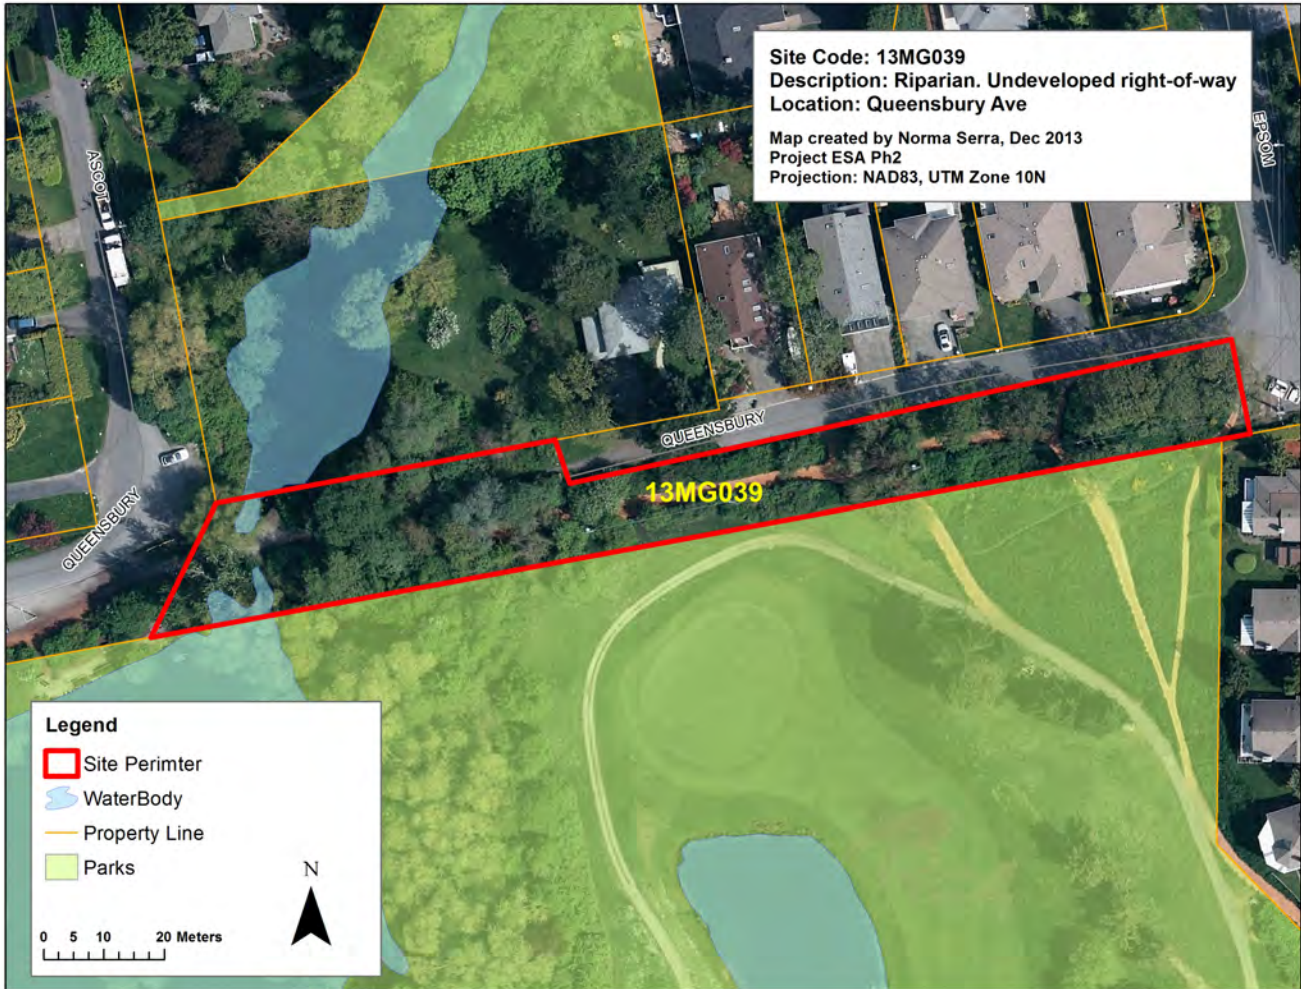 Site Code: 13MG039
Description: Riparian. Undeveloped right-of-way
Location: Queensbury Ave
Map created by Norma Serra, Dec 2013
Project ESA Ph2
Projection: NAD83, UTM Zone 10N
EPSOM
ASCOT
QUEENSBURY
13MG039
QUEENSBURY
Legend
Site Perimter
WaterBody
Property Line
Parks
N
0 5 10 20 Meters